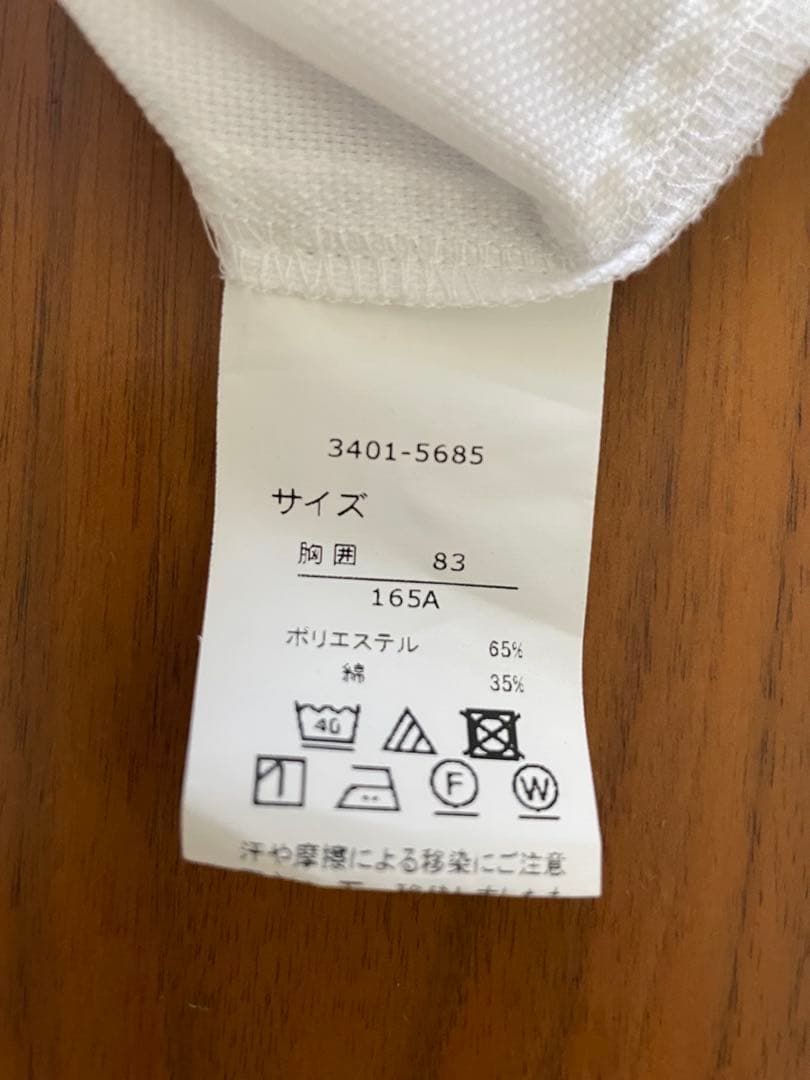 3401-5685
サイズ
胸囲 83
165A
ポリエステル 65%
綿 35%
40
F W
汗や摩擦による移染にご注意